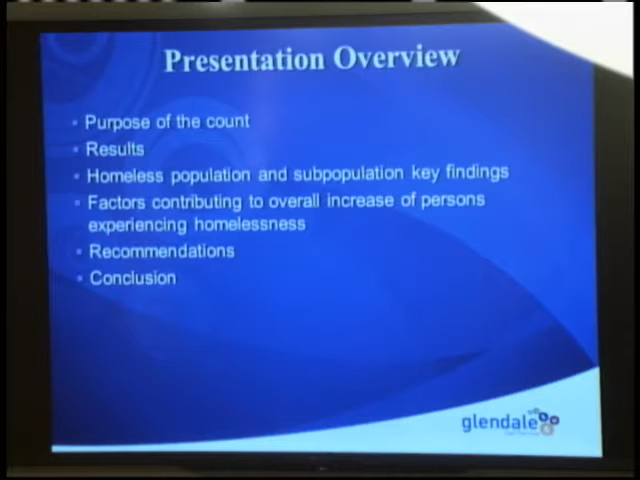 Presentation Overview
Purpose of the count
Results
Homeless population and subpopulation key findings
Factors contributing to overall increase of persons
experiencing homelessness
Recommendations
Conclusion
glendale